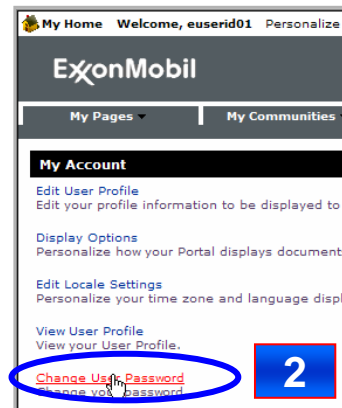 My Home Welcome, euserid01 Personalize
ExxonMobil
My Pages My Communities
My Account
Edit User Profile
Edit your profile information to be displayed to
Display Options
Personalize how your Portal displays document
Edit Locale Settings
Personalize your time zone and language displ
View User Profile
View your User Profile.
Change User Password
Change your password
2